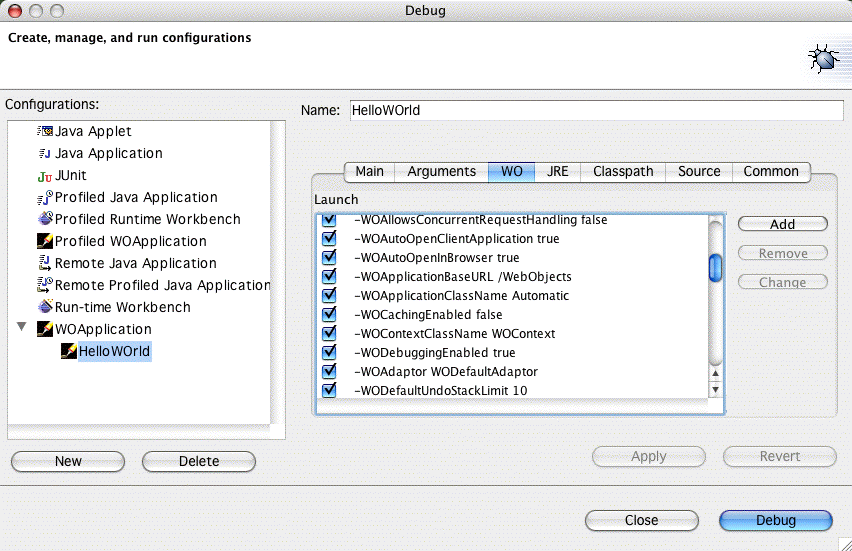 Debug
Create, manage, and run configurations
Configurations:
Java Applet
Java Application
JUnit
Profiled Java Application
Profiled Runtime Workbench
Profiled WOApplication
Remote Java Application
Remote Profiled Java Application
Run-time Workbench
WOApplication
HelloWOrld
New
Delete
Name:
HelloWOrld
Main
Arguments
WO
JRE
Classpath
Source
Common
Launch
-WOAllowsConcurrentRequestHandling false
-WOAutoOpenClientApplication true
-WOAutoOpenInBrowser true
-WOApplicationBaseURL /WebObjects
-WOApplicationClassName Automatic
-WOCachingEnabled false
-WOContextClassName WOContext
-WODebuggingEnabled true
-WOAdaptor WODefaultAdaptor
-WODefaultUndoStackLimit 10
Add
Remove
Change
Apply
Revert
Close
Debug